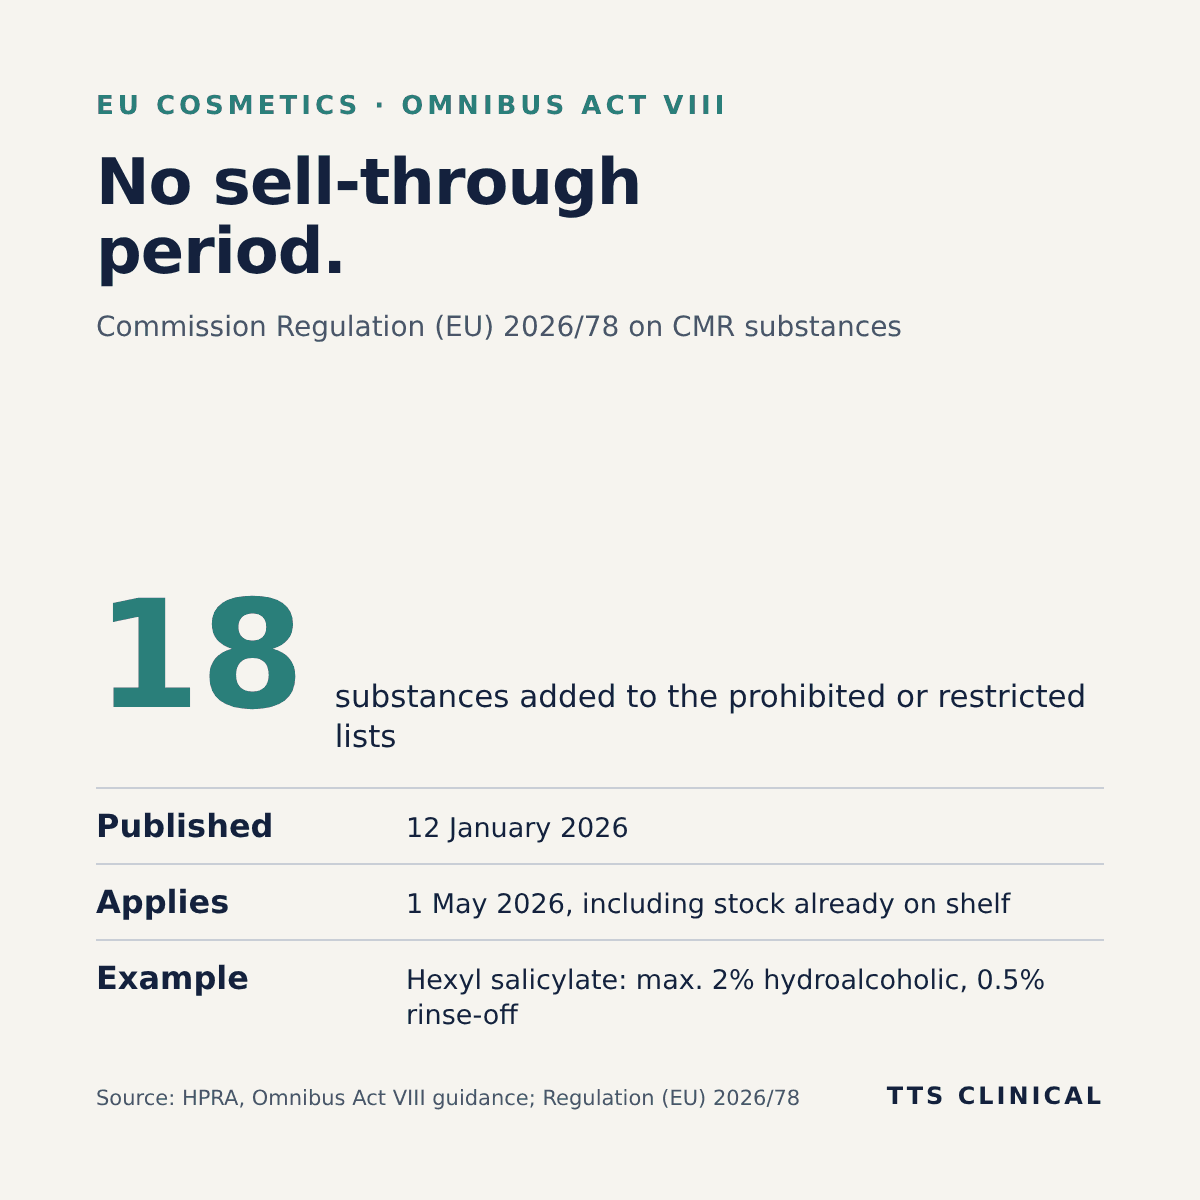 EU COSMETICS · OMNIBUS ACT VIII
No sell-through
period.
Commission Regulation (EU) 2026/78 on CMR substances
18
substances added to the prohibited or restricted
lists
Published
12 January 2026
Applies
1 May 2026, including stock already on shelf
Example
Hexyl salicylate: max. 2% hydroalcoholic, 0.5%
rinse-off
Source: HPRA, Omnibus Act VIII guidance; Regulation (EU) 2026/78
TTS CLINICAL